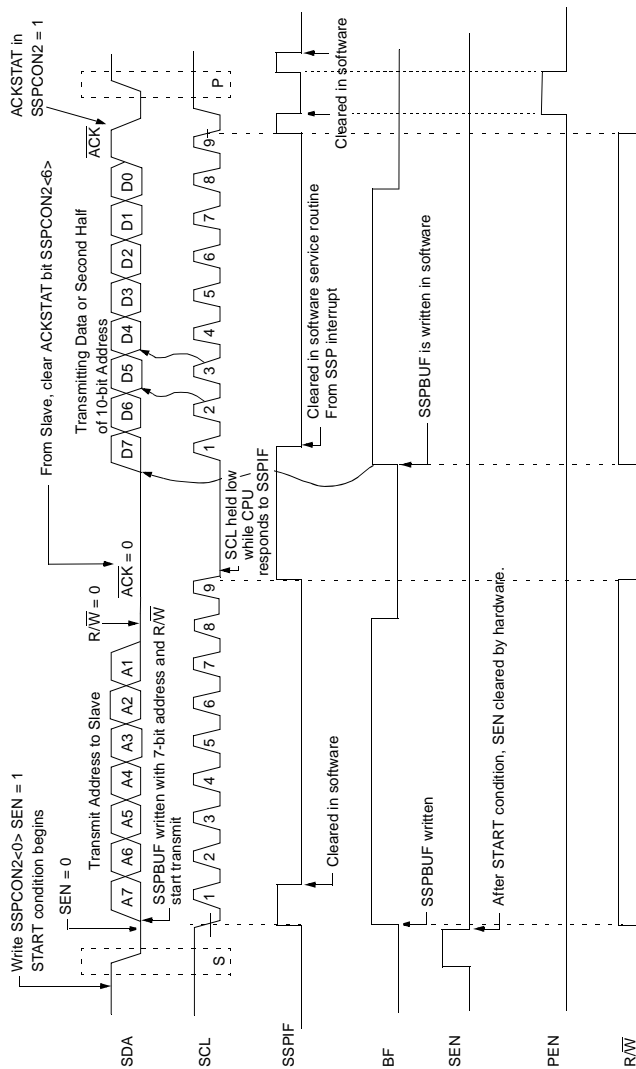 Write SSPCON2<0> SEN = 1
START condition begins
SEN = 0
From Slave, clear ACKSTAT bit SSPCON2<6>
ACKSTAT in
SSPCON2 = 1
Transmit Address to Slave
R/W = 0
ACK = 0
Transmitting Data or Second Half
of 10-bit Address
ACK
SDA
A7 A6 A5 A4 A3 A2 A1
D7 D6 D5 D4 D3 D2 D1 D0
SSPBUF written with 7-bit address and R/W
start transmit
SCL
S
1 2 3 4 5 6 7 8 9
1 2 3 4 5 6 7 8 9
P
SCL held low
while CPU
responds to SSPIF
SSPIF
Cleared in software
Cleared in software service routine
From SSP interrupt
Cleared in software
BF
SSPBUF written
SSPBUF is written in software
SEN
After START condition, SEN cleared by hardware.
PEN
R/W